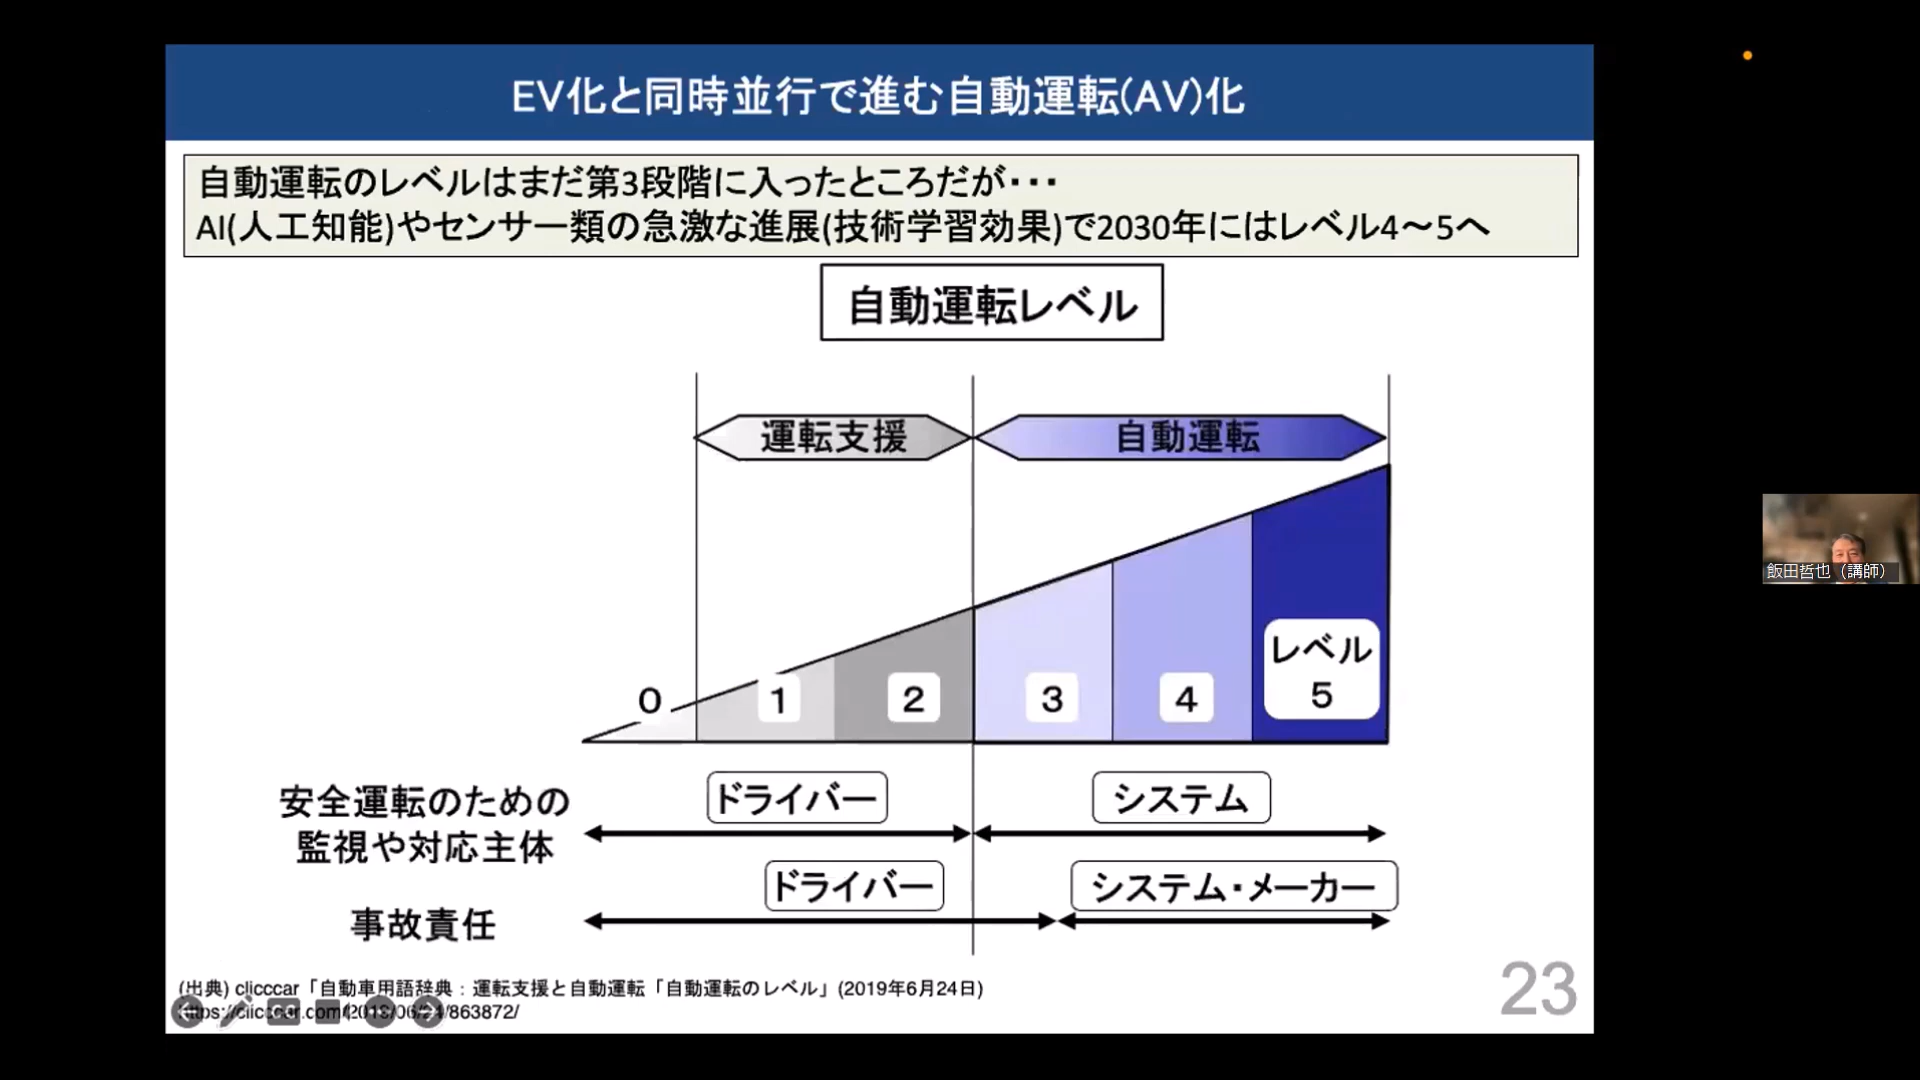 EV化と同時並行で進む自動運転(AV)化
自動運転のレベルはまだ第3段階に入ったところだが・・・
AI(人工知能)やセンサー類の急激な進展(技術学習効果)で2030年にはレベル4～5へ
自動運転レベル
運転支援
自動運転
0
1
2
3
4
レベル
5
安全運転のための
監視や対応主体
ドライバー
システム
事故責任
ドライバー
システム・メーカー
(出典) clicccar「自動車用語辞典：運転支援と自動運転「自動運転のレベル」(2019年6月24日)
https://clicccar.com/2019/06/24/863872/
23
飯田哲也（講師）